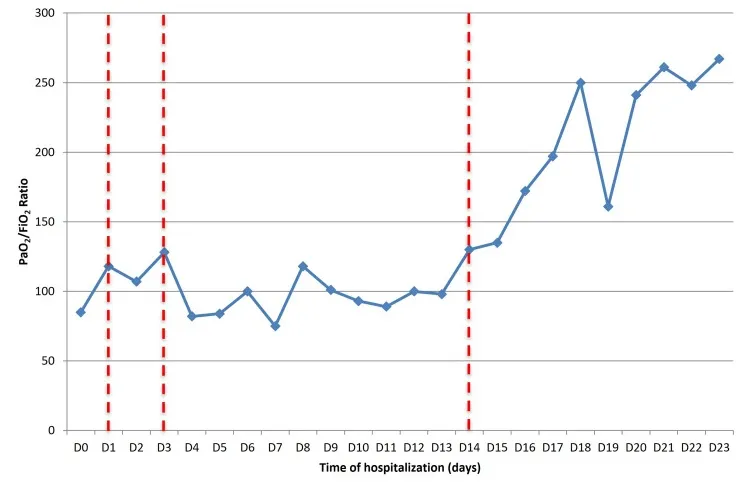 300
250
200
150
100
50
0
PaO₂/FiO₂ Ratio
D0 D1 D2 D3 D4 D5 D6 D7 D8 D9 D10 D11 D12 D13 D14 D15 D16 D17 D18 D19 D20 D21 D22 D23
Time of hospitalization (days)